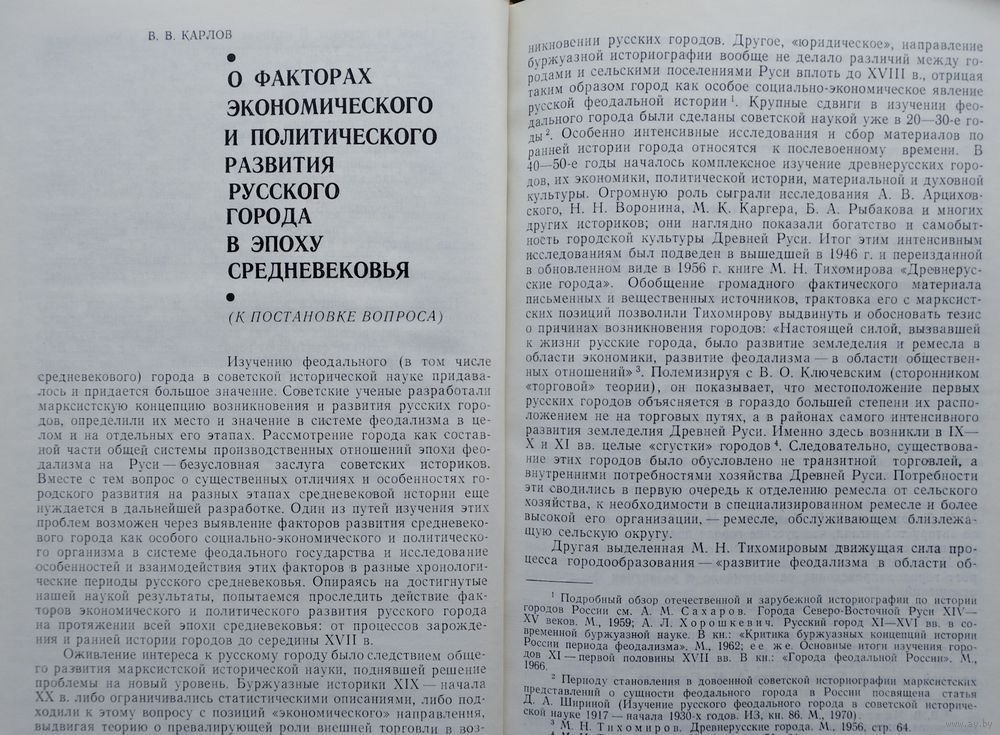 В. В. КАРЛОВ
О ФАКТОРАХ
ЭКОНОМИЧЕСКОГО
И ПОЛИТИЧЕСКОГО
РАЗВИТИЯ
РУССКОГО
ГОРОДА
В ЭПОХУ
СРЕДНЕВЕКОВЬЯ
(К ПОСТАНОВКЕ ВОПРОСА)
Изучению феодального (в том числе
средневекового) города в советской исторической науке придава-
лось и придается большое значение. Советские ученые разработали
марксистскую концепцию возникновения и развития русских горо-
дов, определили их место и значение в системе феодализма в це-
лом и на отдельных его этапах. Рассмотрение города как состав-
ной части общей системы производственных отношений эпохи фео-
дализма на Руси — безусловная заслуга советских историков.
Вместе с тем вопрос о существенных отличиях и особенностях го-
родского развития на разных этапах средневековой истории еще
нуждается в дальнейшей разработке. Один из путей изучения этих
проблем возможен через выявление факторов развития средневеко-
вого города как особого социально-экономического и политическо-
го организма в системе феодального государства и исследование
особенностей и взаимодействия этих факторов в разные хронологи-
ческие периоды русского средневековья. Опираясь на достигнутые
нашей наукой результаты, попытаемся проследить действие фак-
торов экономического и политического развития русского города
на протяжении всей эпохи средневековья: от процессов зарожде-
ния и ранней истории городов до середины XVII в.
Оживление интереса к русскому городу было следствием обще-
го развития марксистской исторической науки, поднявшей решение
проблемы на новый уровень. Буржуазные историки XIX — начала
XX в. либо ограничивались статистическими описаниями, либо под-
ходили к этому вопросу с позиций «экономического» направления,
выдвигая теорию о превалирующей роли внешней торговли в воз-
никновении русских городов. Другое, «юридическое», направление
буржуазной историографии вообще не делало различий между го-
родами и сельскими поселениями Руси вплоть до XVIII в., отрицая
таким образом город как особое социально-экономическое явление
русской феодальной истории ¹. Крупные сдвиги в изучении фео-
дального города были сделаны советской наукой уже в 20—30-е го-
ды ². Особенно интенсивные исследования и сбор материалов по
ранней истории города относятся к послевоенному времени. В
40—50-е годы началось комплексное изучение древнерусских горо-
дов, их экономики, политической истории, материальной и духовной
культуры. Огромную роль сыграли исследования А. В. Арцихов-
ского, Н. Н. Воронина, М. К. Каргера, Б. А. Рыбакова и многих
других историков; они наглядно показали богатство и самобыт-
ность городской культуры Древней Руси. Итог этим интенсивным
исследованиям был подведен в вышедшей в 1946 г. и переизданной
в обновленном виде в 1956 г. книге М. Н. Тихомирова «Древнерус-
ские города». Обобщение громадного фактического материала
письменных и вещественных источников, трактовка его с марксист-
ских позиций позволили Тихомирову выдвинуть и обосновать тезис
о причинах возникновения городов: «Настоящей силой, вызвавшей
к жизни русские города, было развитие земледелия и ремесла в
области экономики, развитие феодализма — в области обществен-
ных отношений» ³. Полемизируя с В. О. Ключевским (сторонником
«торговой» теории), он показывает, что местоположение первых
русских городов объясняется в гораздо большей степени их распо-
ложением не на торговых путях, а в районах самого интенсивного
развития земледелия Древней Руси. Именно здесь возникли в IX—
X и XI вв. целые «сгустки» городов ⁴. Следовательно, существова-
ние этих городов было обусловлено не транзитной торговлей, а
внутренними потребностями хозяйства Древней Руси. Потребности
эти сводились в первую очередь к отделению ремесла от сельского
хозяйства, к необходимости в специализированном ремесле и более
высокой его организации, — ремесле, обслуживающем близлежа-
щую сельскую округу.
Другая выделенная М. Н. Тихомировым движущая сила про-
цесса городообразования — «развитие феодализма в области об-
¹ Подробный обзор отечественной и зарубежной историографии по истории
городов России см. А. М. Сахаров. Города Северо-Восточной Руси XIV—
XV веков. М., 1959; А. Л. Хорошкевич. Русский город XI—XVI вв. в со-
временной буржуазной науке. В кн.: «Критика буржуазных концепций истории
России периода феодализма». М., 1962; ее же. Основные итоги изучения горо-
дов XI — первой половины XVII вв. В кн.: «Города феодальной России». М.,
1966.
² Периоду становления в довоенной советской историографии марксистских
представлений о сущности феодального города в России посвящена статья
Д. А. Шириной (Изучение русского феодального города в советской историче-
ской науке 1917 — начала 1930-х годов. ИЗ, кн. 86. М., 1970).
³ М. Н. Тихомиров. Древнерусские города. М., 1956, стр. 64.
www.ay.by